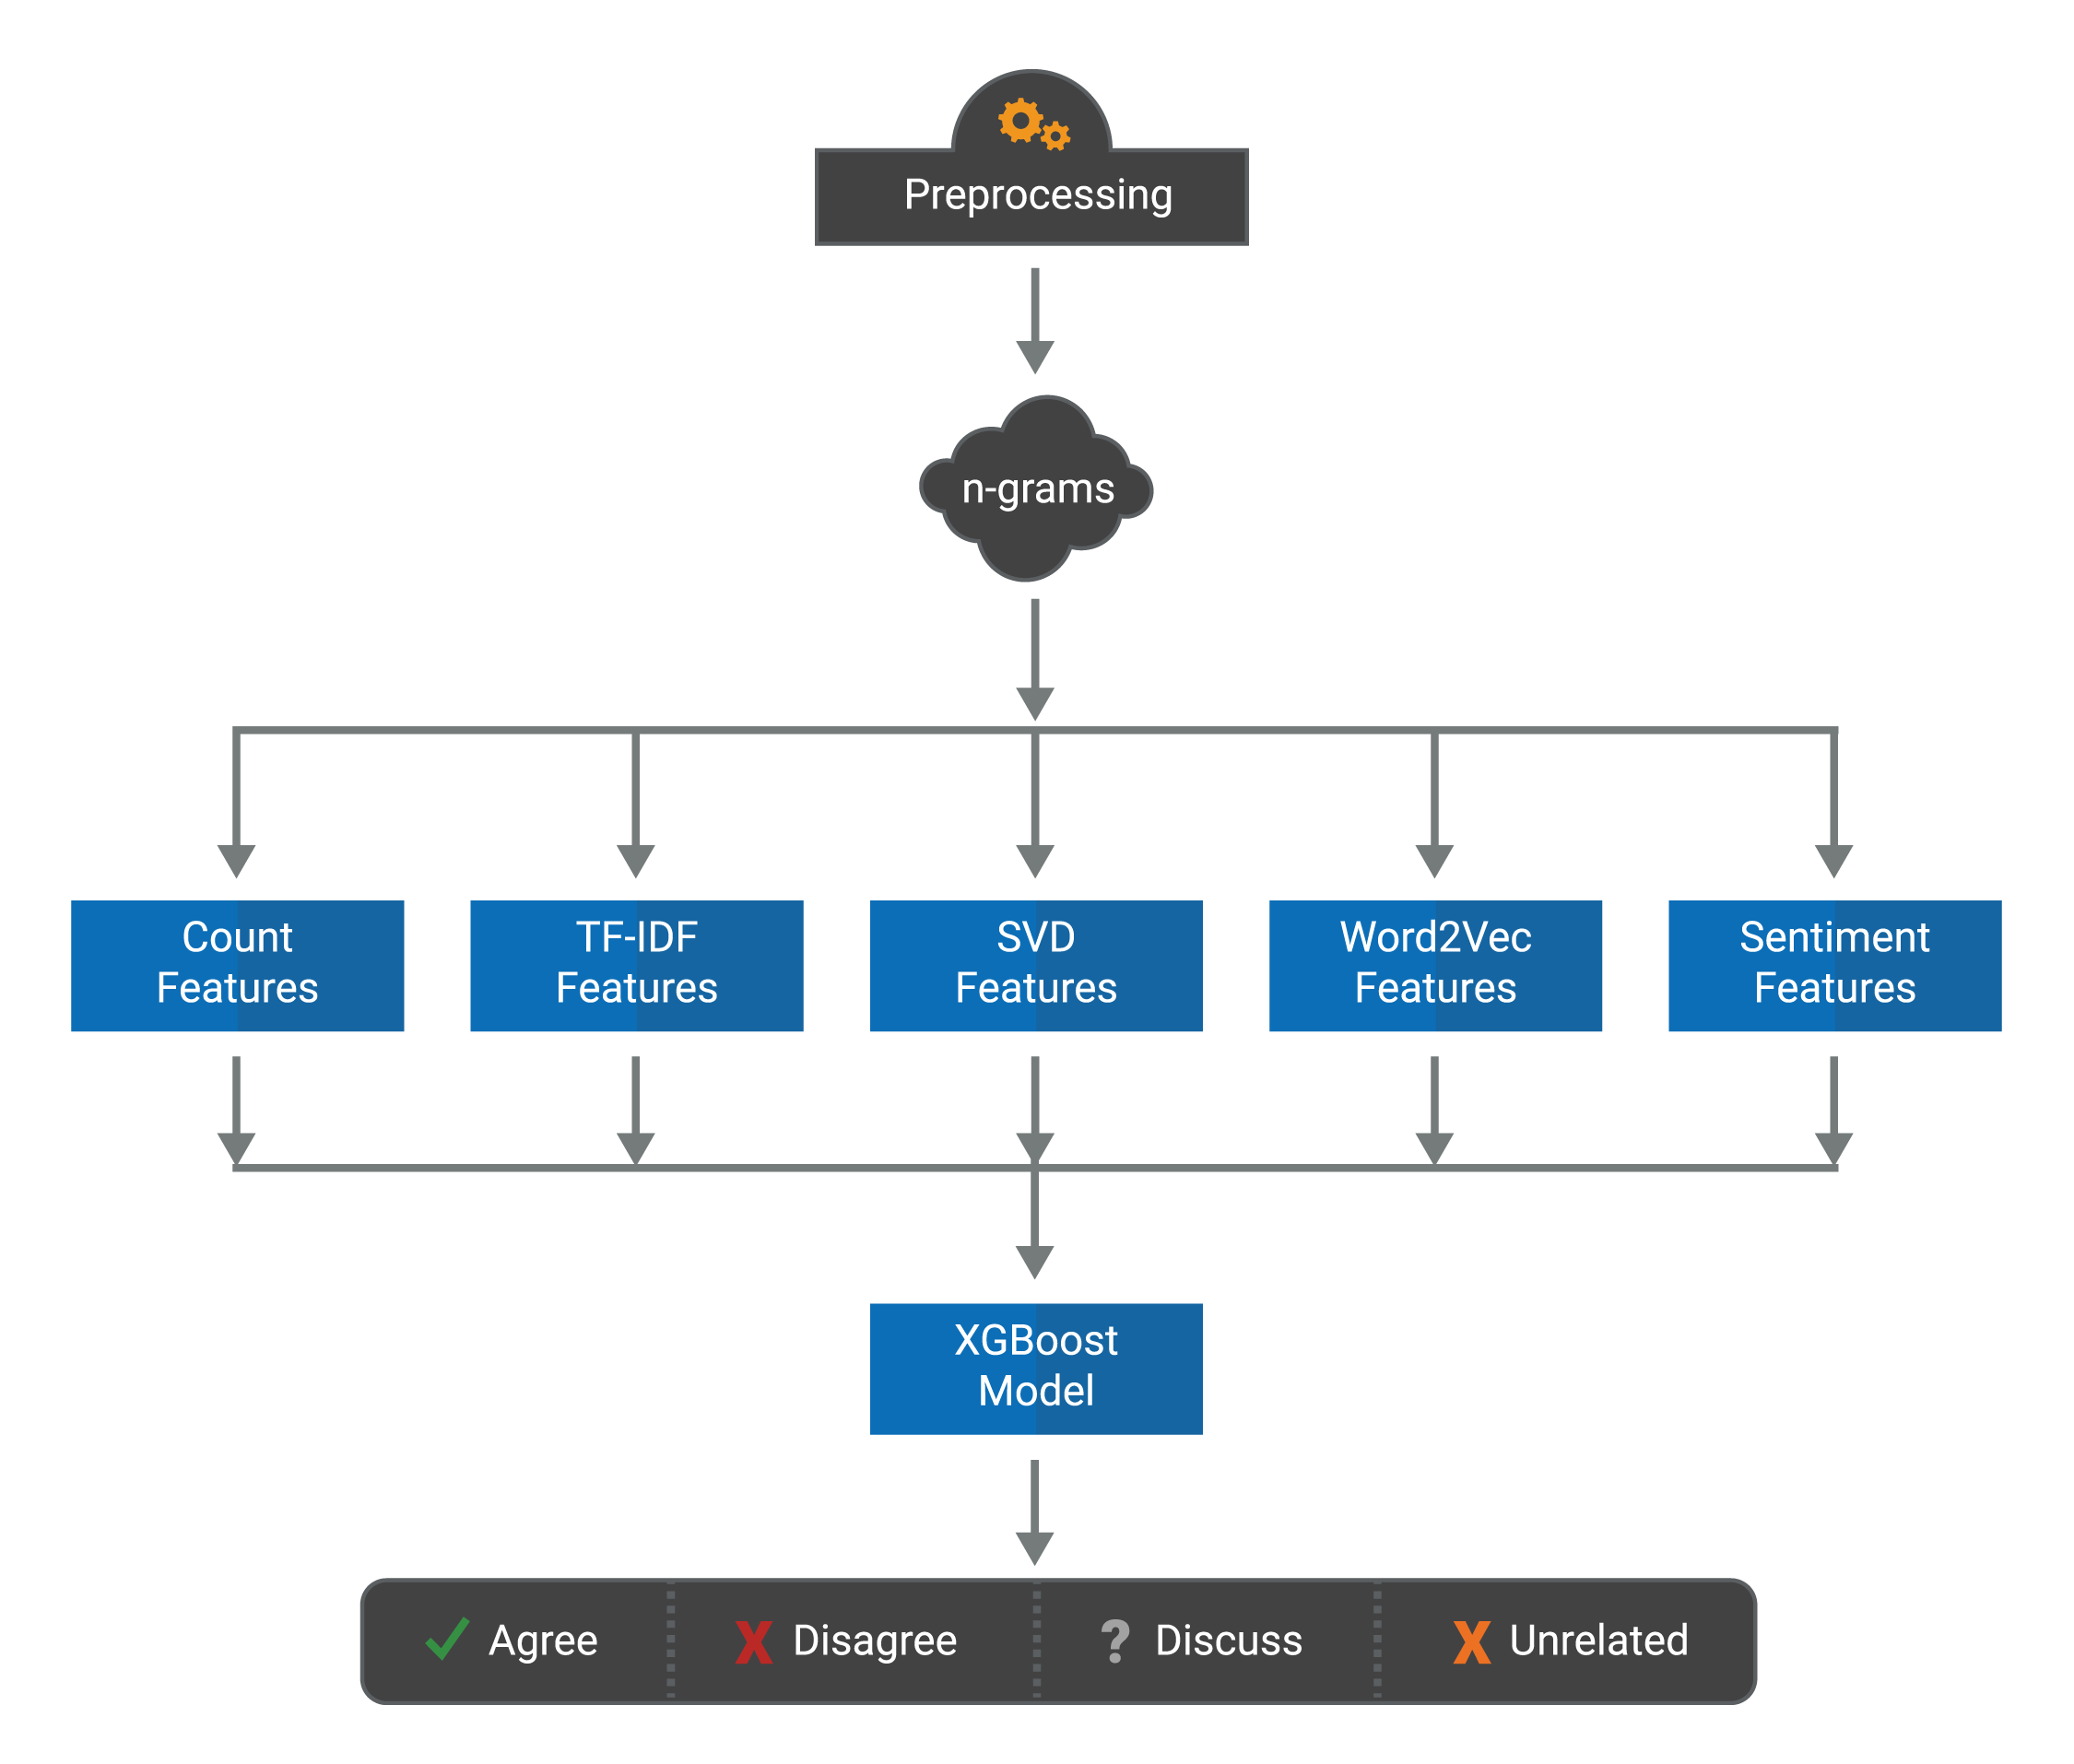 Preprocessing
n-grams
Count
Features
TF-IDF
Features
SVD
Features
Word2Vec
Features
Sentiment
Features
XGBoost
Model
Agree
Disagree
? Discuss
Unrelated